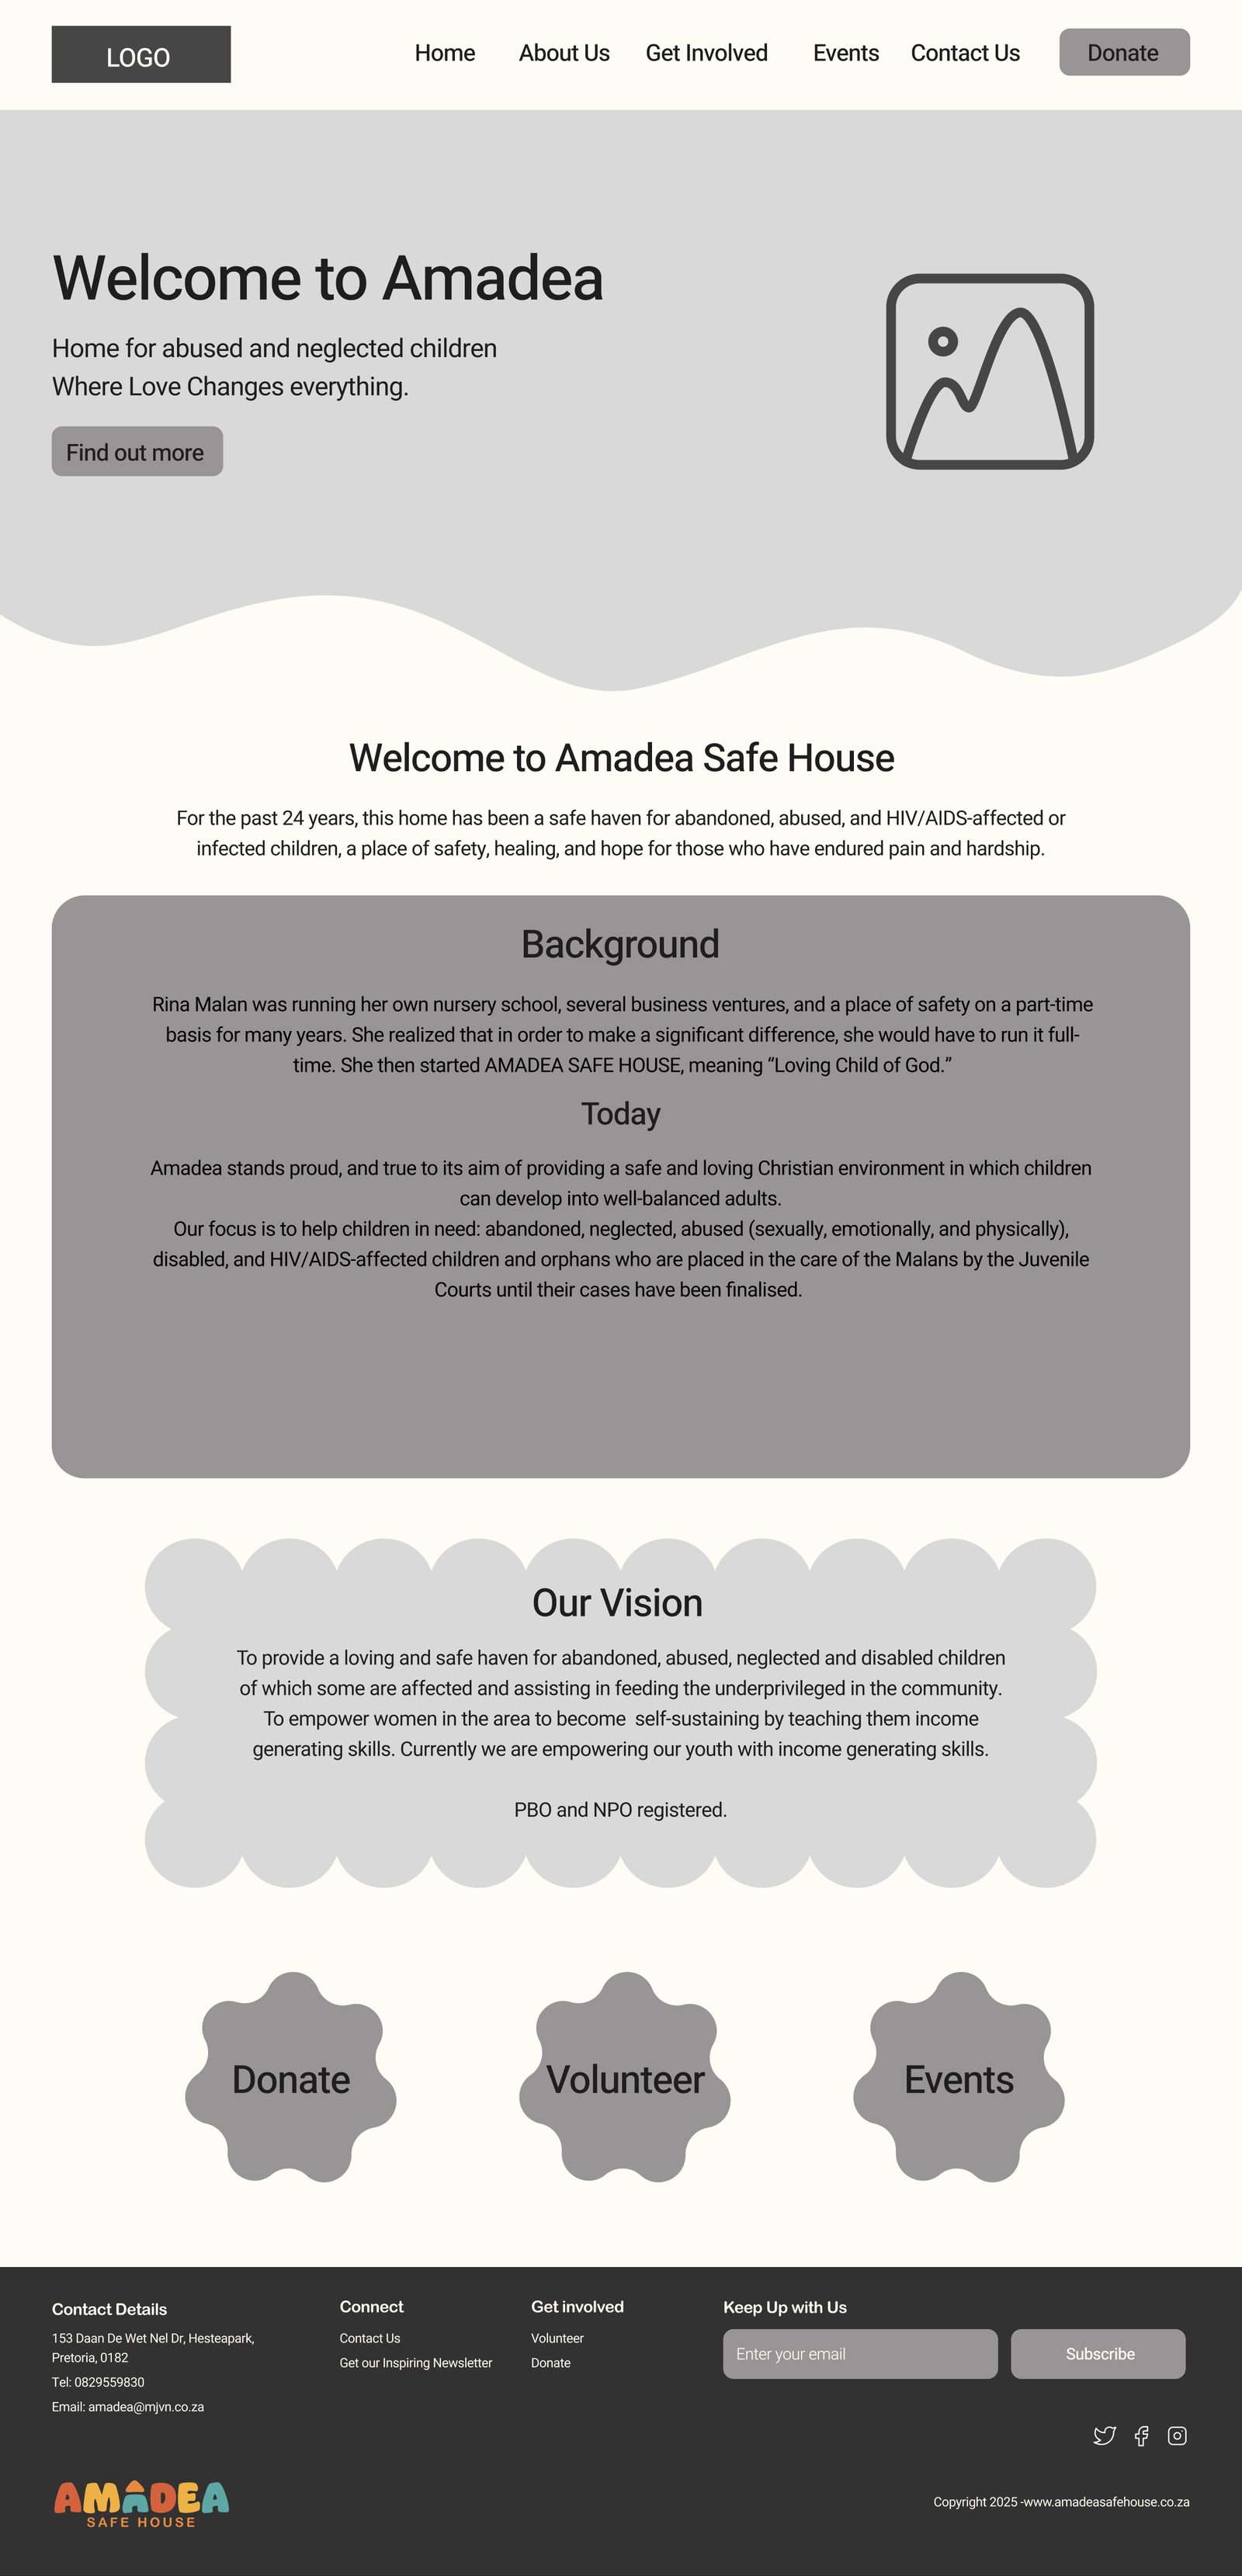 LOGO
Home About Us Get Involved Events Contact Us Donate
Welcome to Amadea
Home for abused and neglected children
Where Love Changes everything.
Find out more
Welcome to Amadea Safe House
For the past 24 years, this home has been a safe haven for abandoned, abused, and HIV/AIDS-affected or
infected children, a place of safety, healing, and hope for those who have endured pain and hardship.
Background
Rina Malan was running her own nursery school, several business ventures, and a place of safety on a part-time
basis for many years. She realized that in order to make a significant difference, she would have to run it full-
time. She then started AMADEA SAFE HOUSE, meaning “Loving Child of God.”
Today
Amadea stands proud, and true to its aim of providing a safe and loving Christian environment in which children
can develop into well-balanced adults.
Our focus is to help children in need: abandoned, neglected, abused (sexually, emotionally, and physically),
disabled, and HIV/AIDS-affected children and orphans who are placed in the care of the Malans by the Juvenile
Courts until their cases have been finalised.
Our Vision
To provide a loving and safe haven for abandoned, abused, neglected and disabled children
of which some are affected and assisting in feeding the underprivileged in the community.
To empower women in the area to become  self-sustaining by teaching them income
generating skills. Currently we are empowering our youth with income generating skills.
PBO and NPO registered.
Donate
Volunteer
Events
Contact Details
153 Daan De Wet Nel Dr, Hesteapark,
Pretoria, 0182
Tel: 0829559830
Email: amadea@mjvn.co.za
Connect
Contact Us
Get our Inspiring Newsletter
Get involved
Volunteer
Donate
Keep Up with Us
Enter your email
Subscribe
AMADEA
SAFE HOUSE
Copyright 2025 -www.amadeasafehouse.co.za